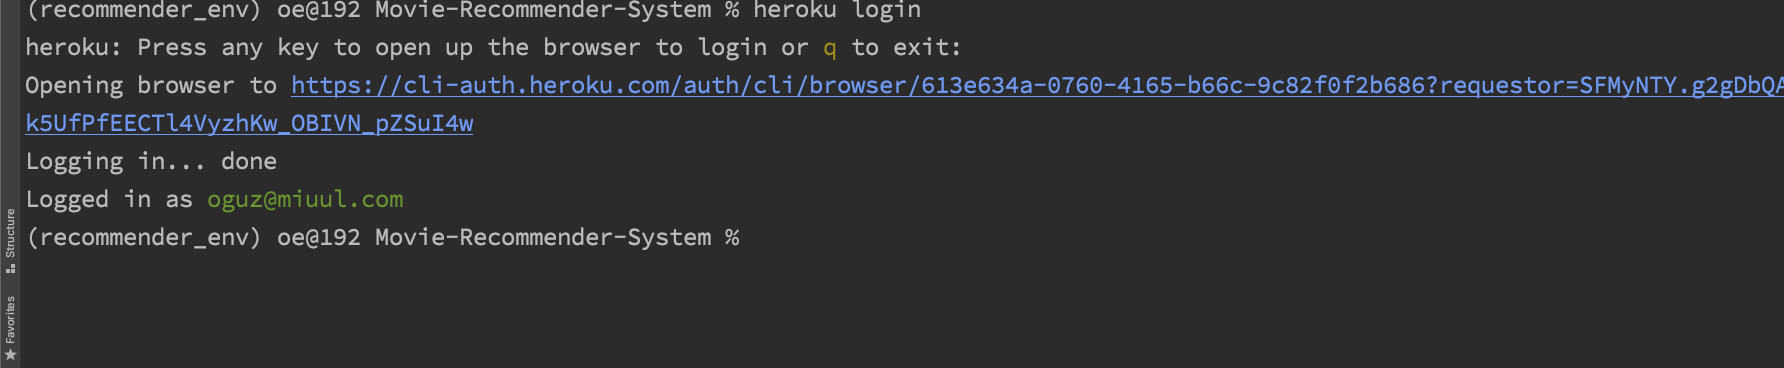 (recommender_env) oe@192 Movie-Recommender-System % heroku login
heroku: Press any key to open up the browser to login or q to exit:
Opening browser to https://cli-auth.heroku.com/auth/cli/browser/613e634a-0760-4165-b66c-9c82f0f2b686?requestor=SFMyNTY.g2gDbQA
k5UfPfEECTl4VyzhKw_OBIVN_pZSuI4w
Logging in... done
Logged in as oguz@miuul.com
(recommender_env) oe@192 Movie-Recommender-System %
Structure
Favorites